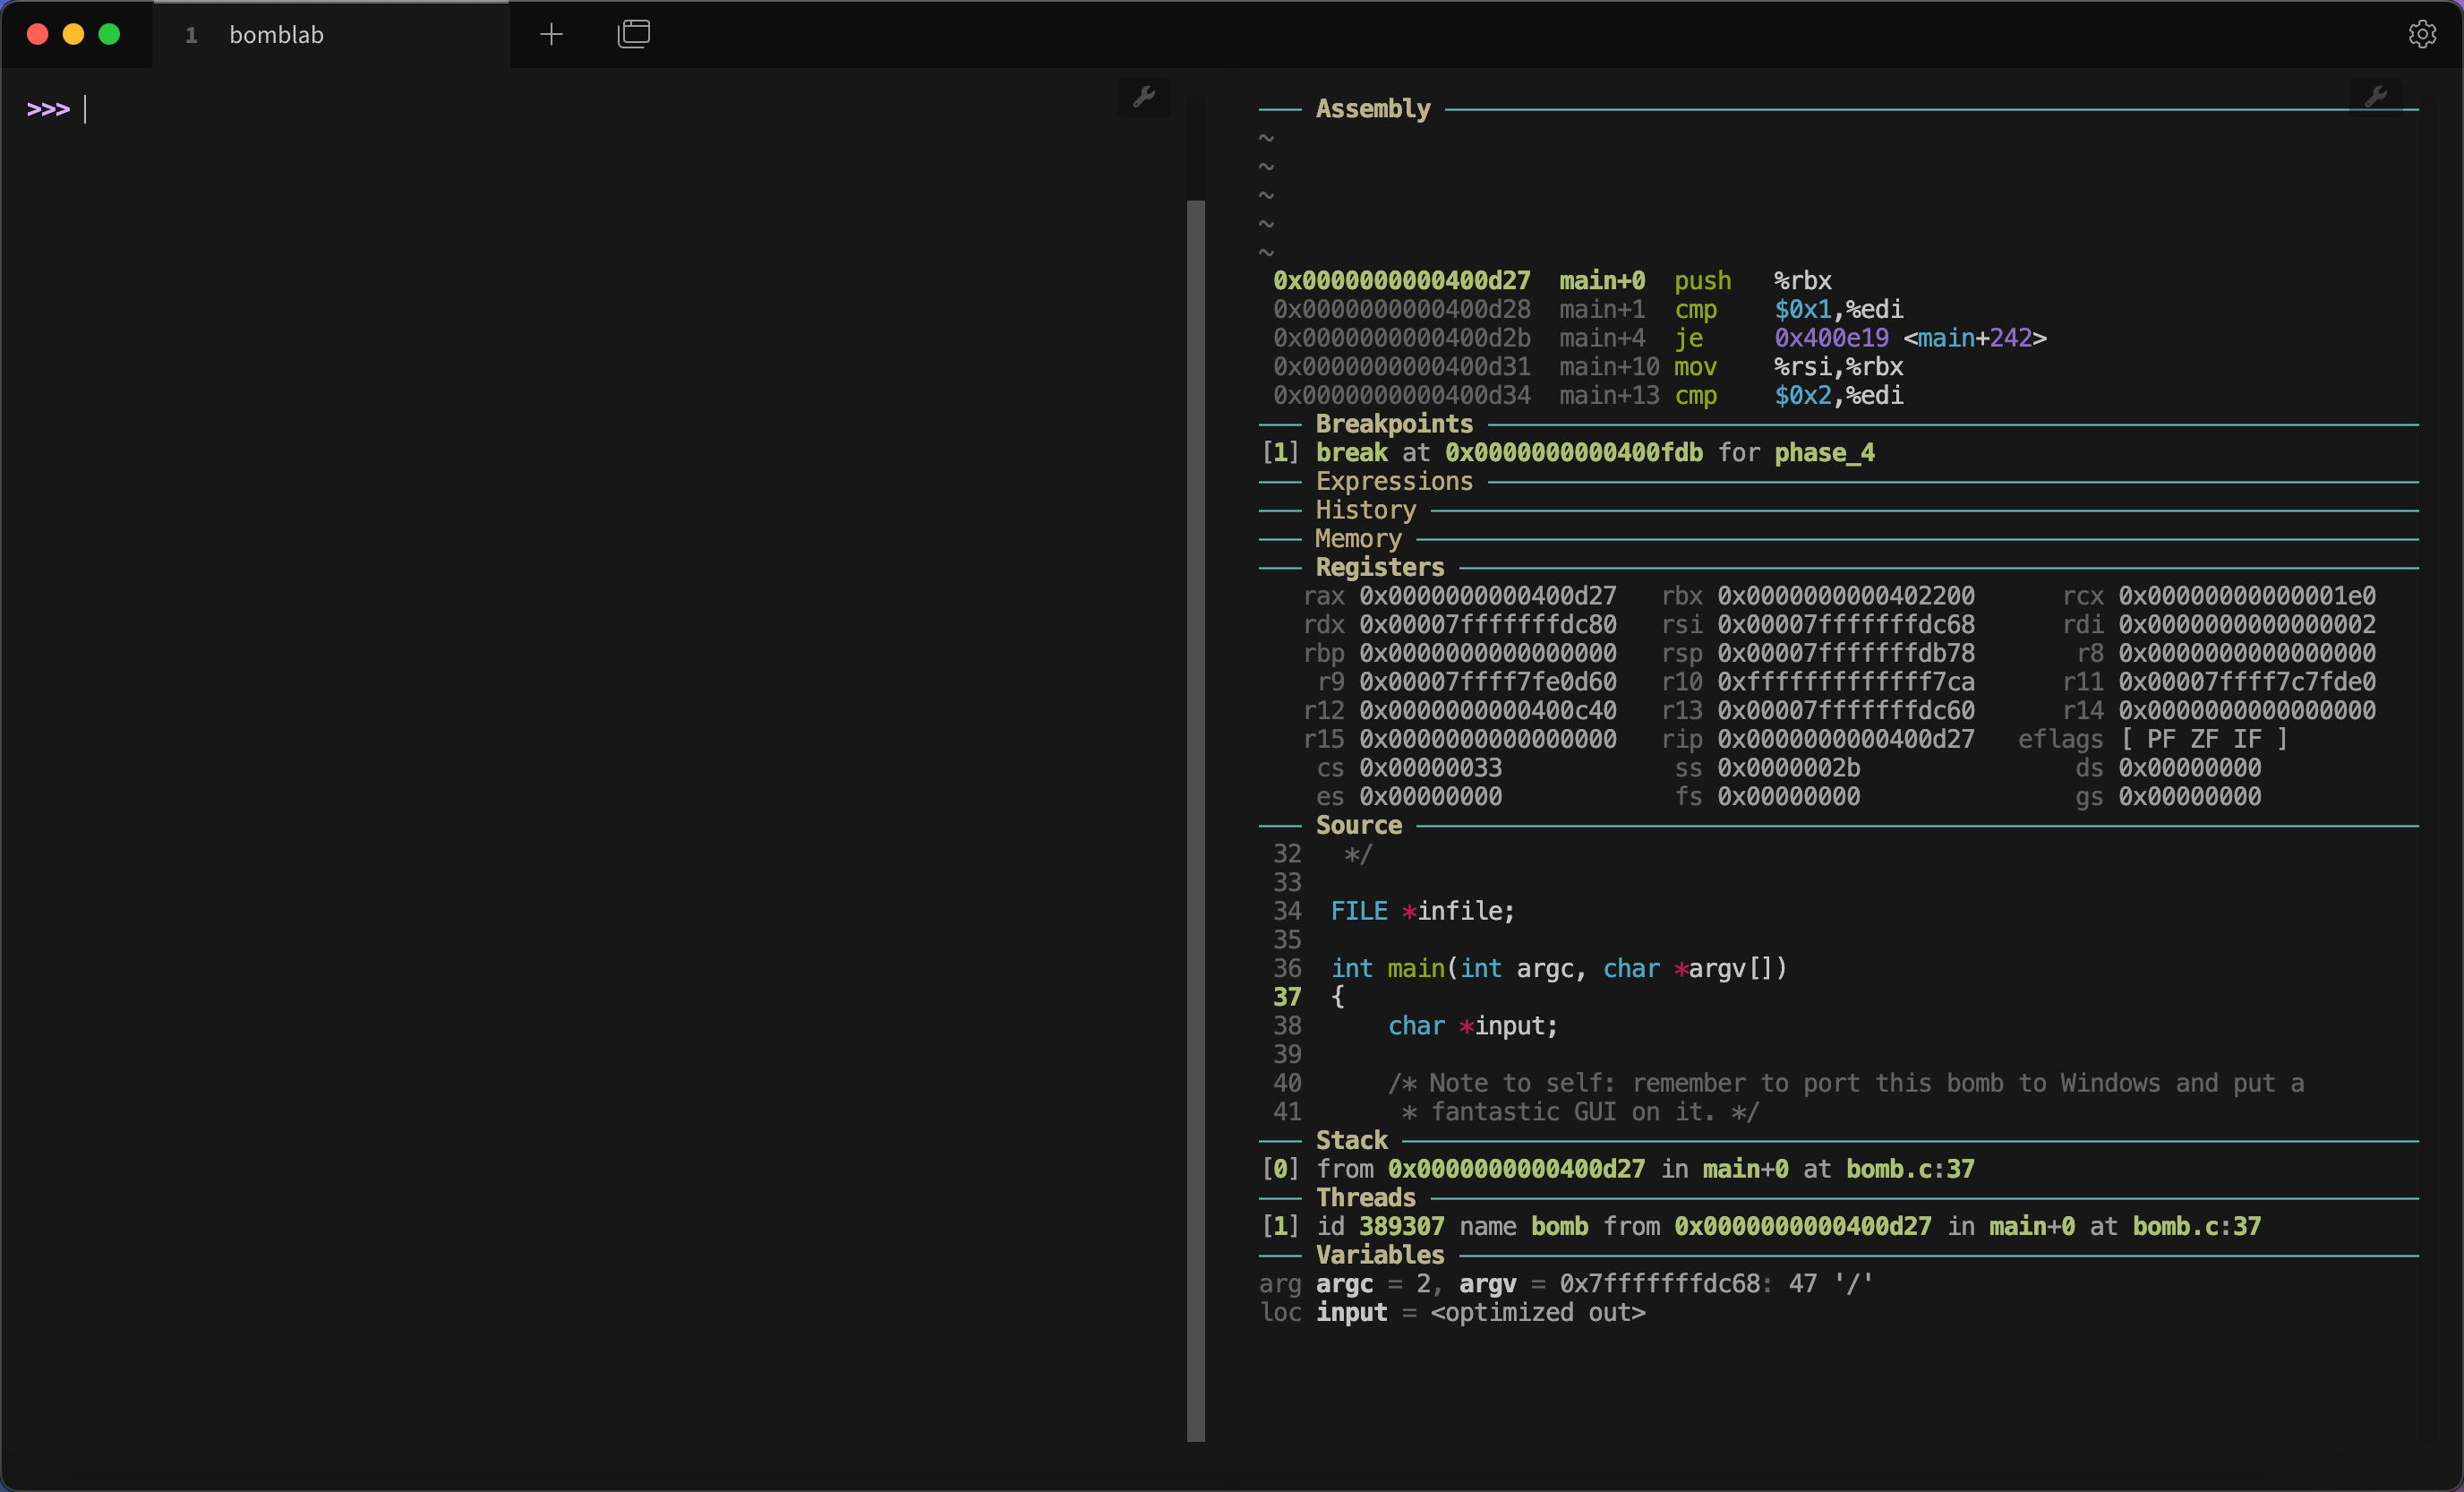 1 bomblab
>>>
Assembly
~
~
~
~
~
0x0000000000400d27 main+0 push %rbx
0x0000000000400d28 main+1 cmp $0x1,%edi
0x0000000000400d2b main+4 je 0x400e19 <main+242>
0x0000000000400d31 main+10 mov %rsi,%rbx
0x0000000000400d34 main+13 cmp $0x2,%edi
Breakpoints
[1] break at 0x0000000000400fdb for phase_4
Expressions
History
Memory
Registers
rax 0x0000000000400d27 rbx 0x0000000000402200 rcx 0x00000000000001e0
rdx 0x00007fffffffdc80 rsi 0x00007fffffffdc68 rdi 0x0000000000000002
rbp 0x0000000000000000 rsp 0x00007fffffffdb78 r8 0x0000000000000000
r9 0x00007ffff7fe0d60 r10 0xfffffffffffff7ca r11 0x00007ffff7c7fde0
r12 0x0000000000400c40 r13 0x00007fffffffdc60 r14 0x0000000000000000
r15 0x0000000000000000 rip 0x0000000000400d27 eflags [ PF ZF IF ]
cs 0x00000033 ss 0x0000002b ds 0x00000000
es 0x00000000 fs 0x00000000 gs 0x00000000
Source
32 */
33
34 FILE *infile;
35
36 int main(int argc, char *argv[])
37 {
38 char *input;
39
40 /* Note to self: remember to port this bomb to Windows and put a
41 * fantastic GUI on it. */
Stack
[0] from 0x0000000000400d27 in main+0 at bomb.c:37
Threads
[1] id 389307 name bomb from 0x0000000000400d27 in main+0 at bomb.c:37
Variables
arg argc = 2, argv = 0x7fffffffdc68: 47 '/'
loc input = <optimized out>